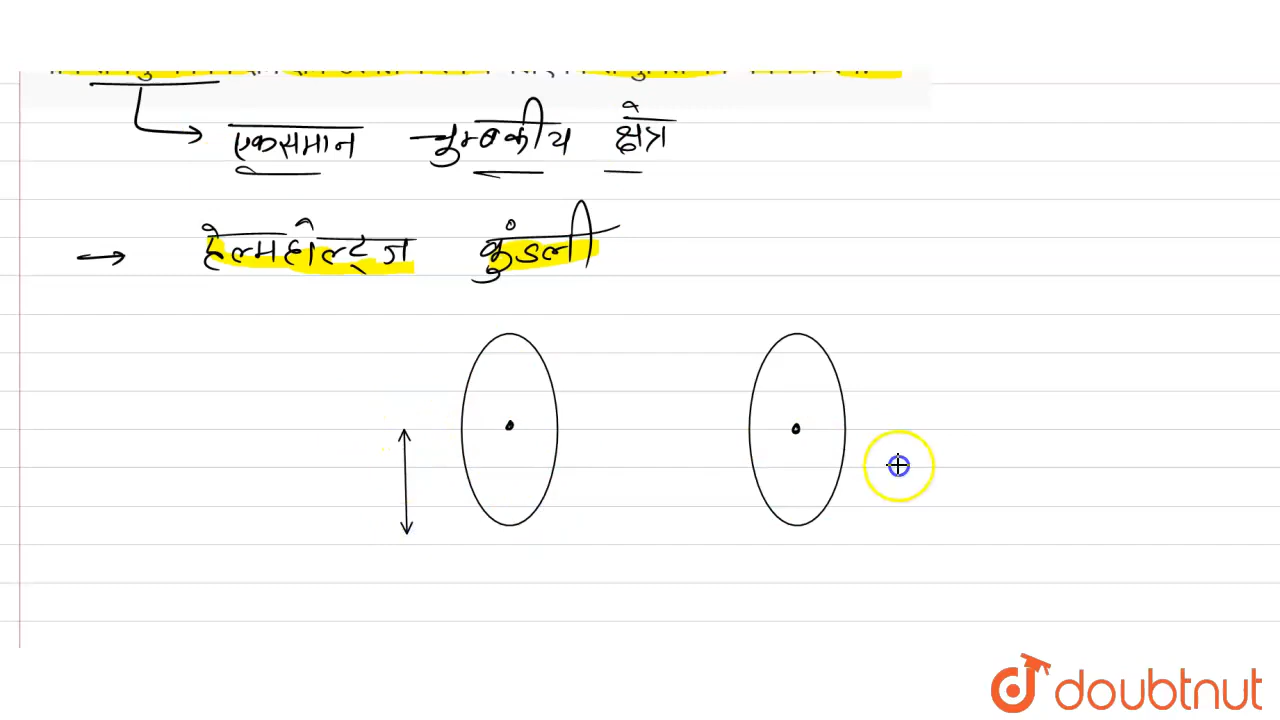 एकसमान चुम्बकीय क्षेत्र
हेल्महोल्ट्ज कुंडली
doubtnut